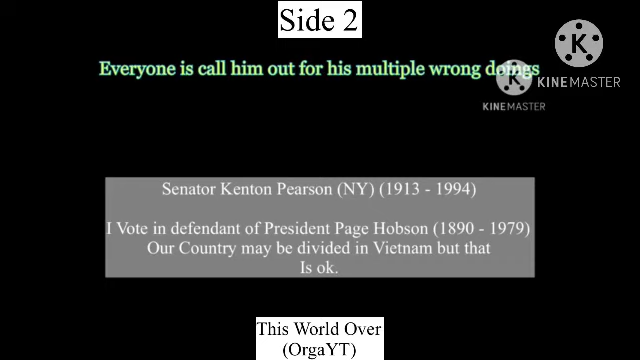 Side 2
Everyone is call him out for his multiple wrong doings
K
KINEMASTER
K
KINEMASTER
Senator Kenton Pearson (NY) (1913 - 1994)
I Vote in defendant of President Page Hobson (1890 - 1979)
Our Country may be divided in Vietnam but that
Is ok.
This World Over
(OrgaYT)